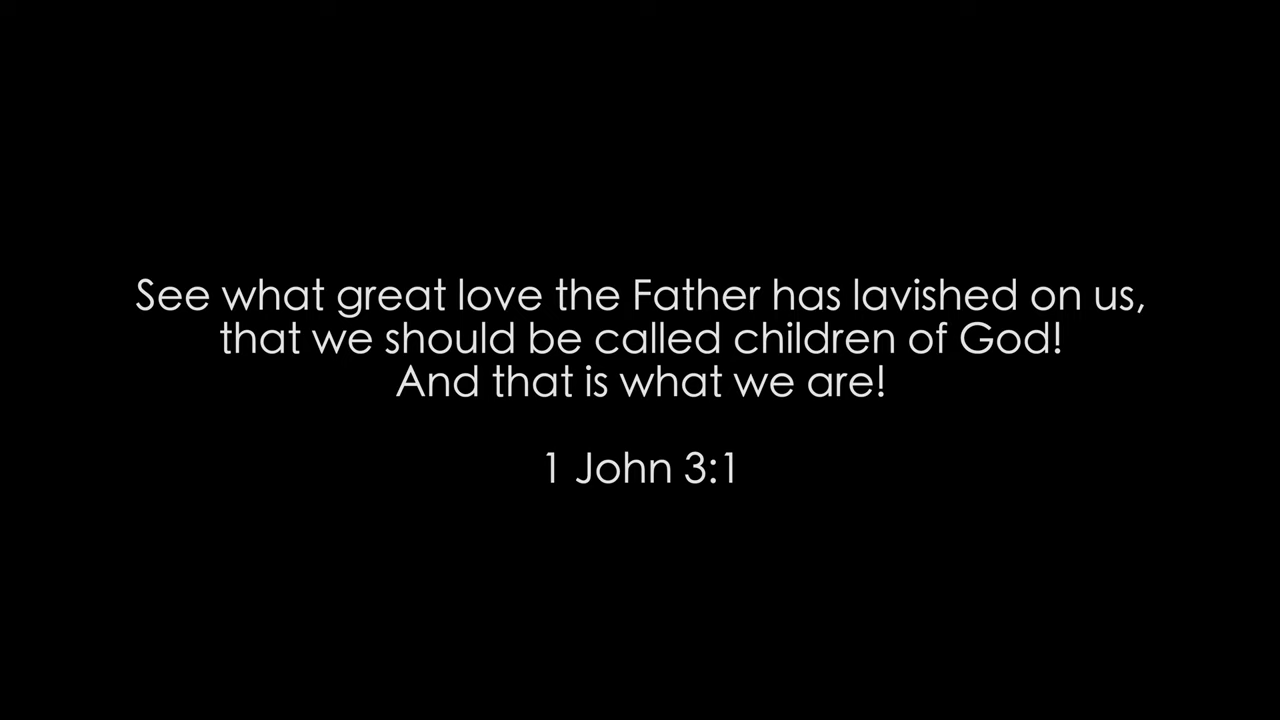 See what great love the Father has lavished on us,
that we should be called children of God!
And that is what we are!
1 John 3:1